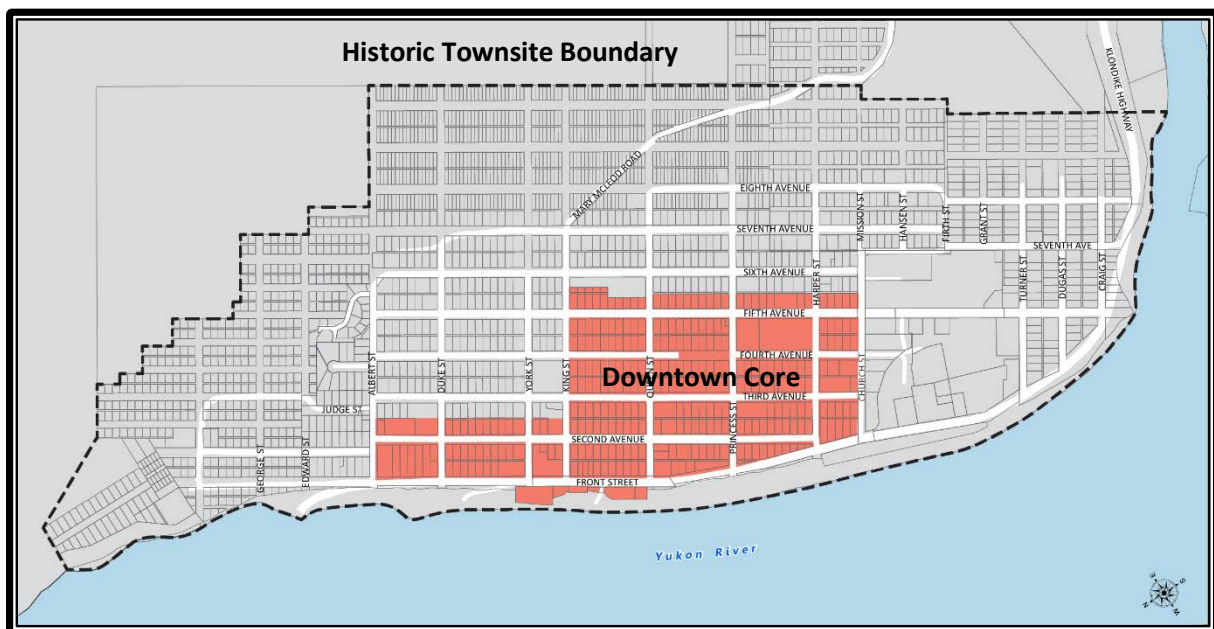 Historic Townsite Boundary
KLONDIKE HIGHWAY
MARY MCLEOD ROAD
EIGHTH AVENUE
MISSION ST
HANSEN ST
FIRTH ST
GRANT ST
SEVENTH AVENUE
SEVENTH AVE
SIXTH AVENUE
HARPER ST
TURNER ST
DUGAS ST
CRAIG ST
FIFTH AVENUE
FOURTH AVENUE
ALBERT ST
DUKE ST
YORK ST
KING ST
QUEEN ST
Downtown Core
CHURCH ST
THIRD AVENUE
JUDGE ST
PRINCESS ST
SECOND AVENUE
GEORGE ST
EDWARD ST
FRONT STREET
Yukon River
N
E
S
W